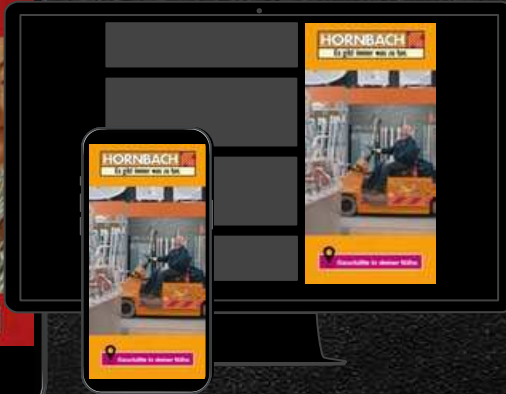 HORNBACH
Es gibt immer was zu tun.
Geschäfte in deiner Nähe
HORNBACH
Es gibt immer was zu tun.
Geschäfte in deiner Nähe